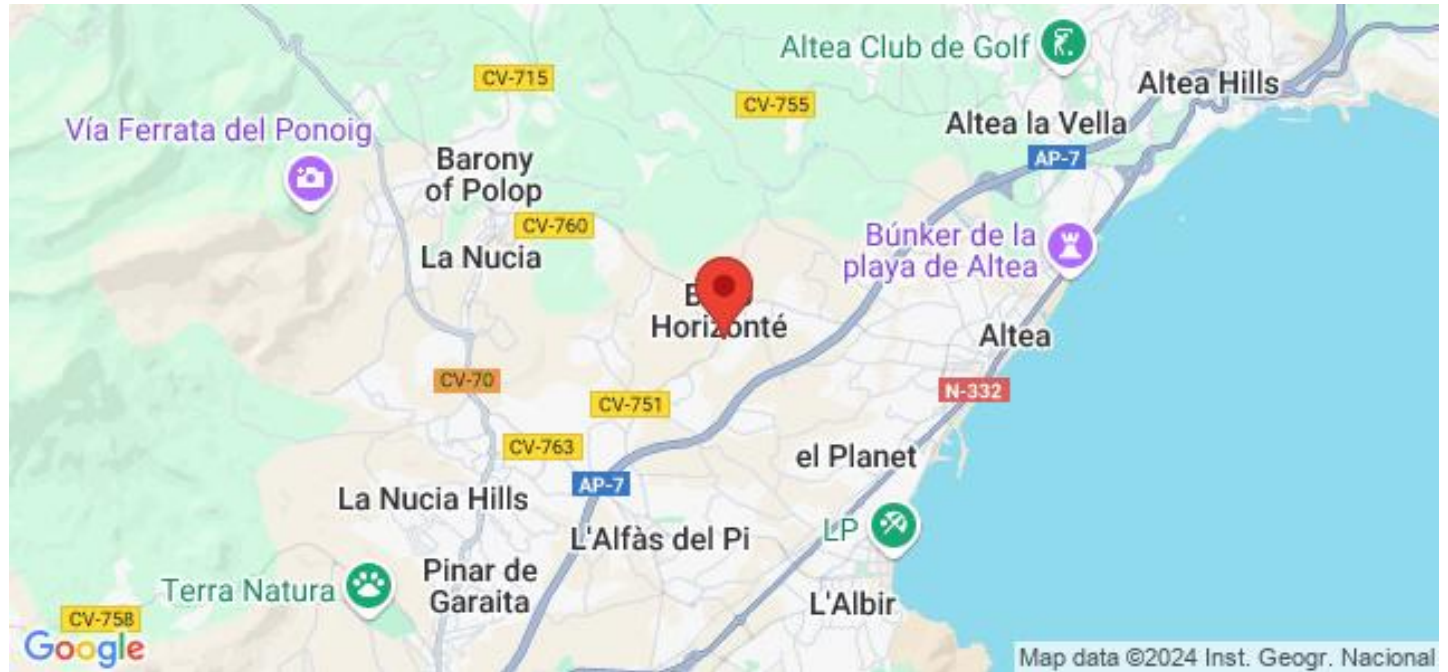 Altea Club de Golf
CV-715
Altea Hills
CV-755
Vía Ferrata del Ponoig
Altea la Vella
AP-7
Barony
of Polop
CV-760
Búnker de la
playa de Altea
La Nucia
Horizonté
Altea
CV-70
N-332
CV-751
CV-763
el Planet
AP-7
La Nucia Hills
LP
L'Alfàs del Pi
Pinar de
Garaita
Terra Natura
L'Albir
CV-758
Google
Map data ©2024 Inst. Geogr. Nacional